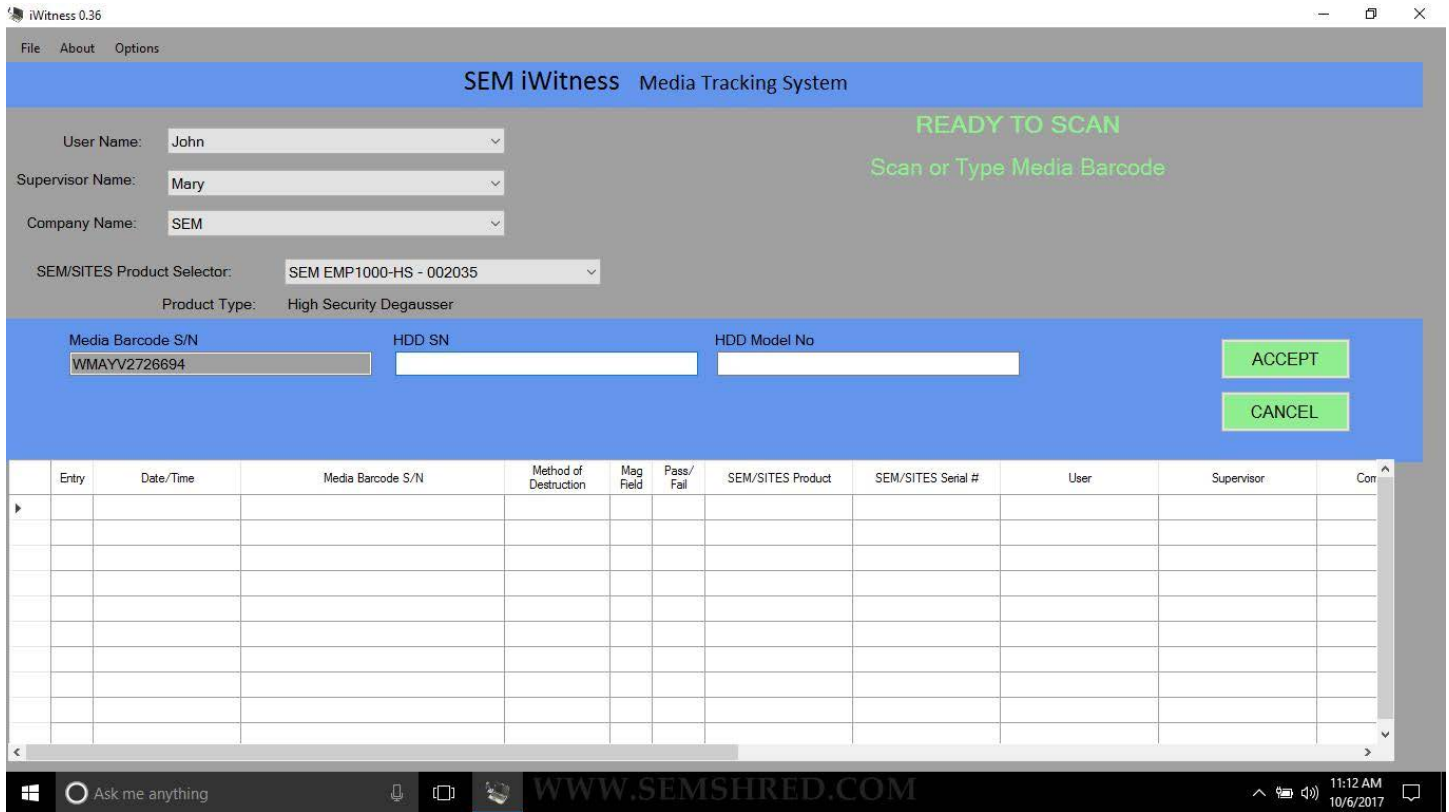 iWitness 0.36
File About Options
SEM iWitness Media Tracking System
READY TO SCAN
Scan or Type Media Barcode
User Name: John
Supervisor Name: Mary
Company Name: SEM
SEM/SITES Product Selector: SEM EMP1000-HS - 002035
Product Type: High Security Degausser
Media Barcode S/N HDD SN HDD Model No
WMAYV2726694
ACCEPT
CANCEL
Entry Date/Time Media Barcode S/N Method of Destruction Mag Field Pass/ Fail SEM/SITES Product SEM/SITES Serial # User Supervisor Com
Ask me anything
WWW.SEMSHRED.COM
11:12 AM
10/6/2017